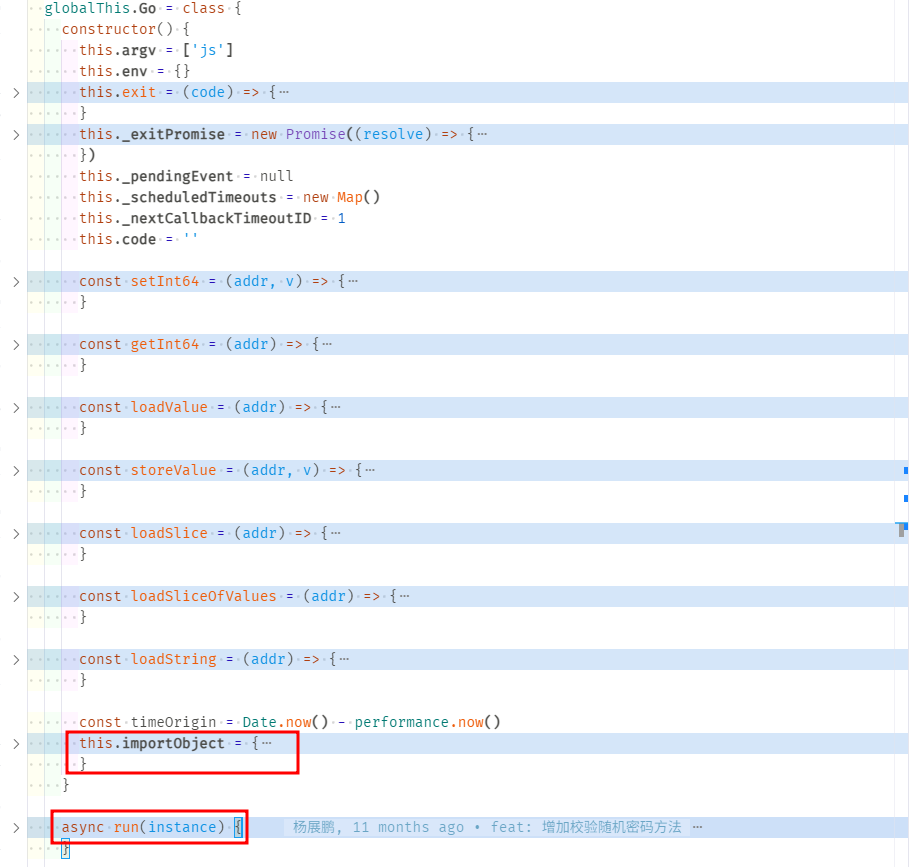 globalThis.Go = class {
constructor() {
this.argv = ['js']
this.env = {}
this.exit = (code) => {⋯
}
this._exitPromise = new Promise((resolve) => {⋯
})
this._pendingEvent = null
this._scheduledTimeouts = new Map()
this._nextCallbackTimeoutID = 1
this.code = ''
const setInt64 = (addr, v) => {⋯
}
const getInt64 = (addr) => {⋯
}
const loadValue = (addr) => {⋯
}
const storeValue = (addr, v) => {⋯
}
const loadSlice = (addr) => {⋯
}
const loadSliceOfValues = (addr) => {⋯
}
const loadString = (addr) => {⋯
}
const timeOrigin = Date.now() - performance.now()
this.importObject = {⋯
}
}
async run(instance) { 杨展鹏, 11 months ago • feat: 增加校验随机密码方法 ⋯
}